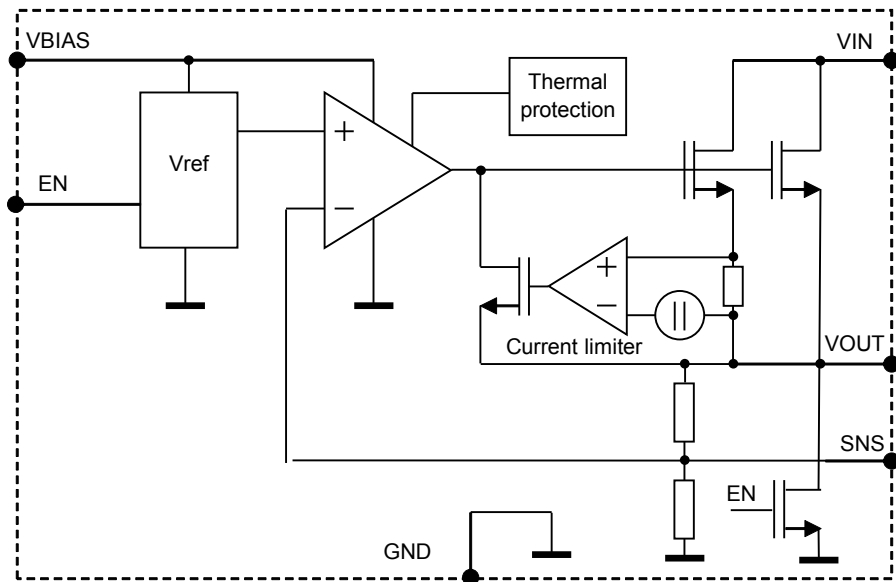 VBIAS
VIN
Thermal
protection
+
Vref
EN
−
+
−
Current limiter
VOUT
SNS
EN
GND